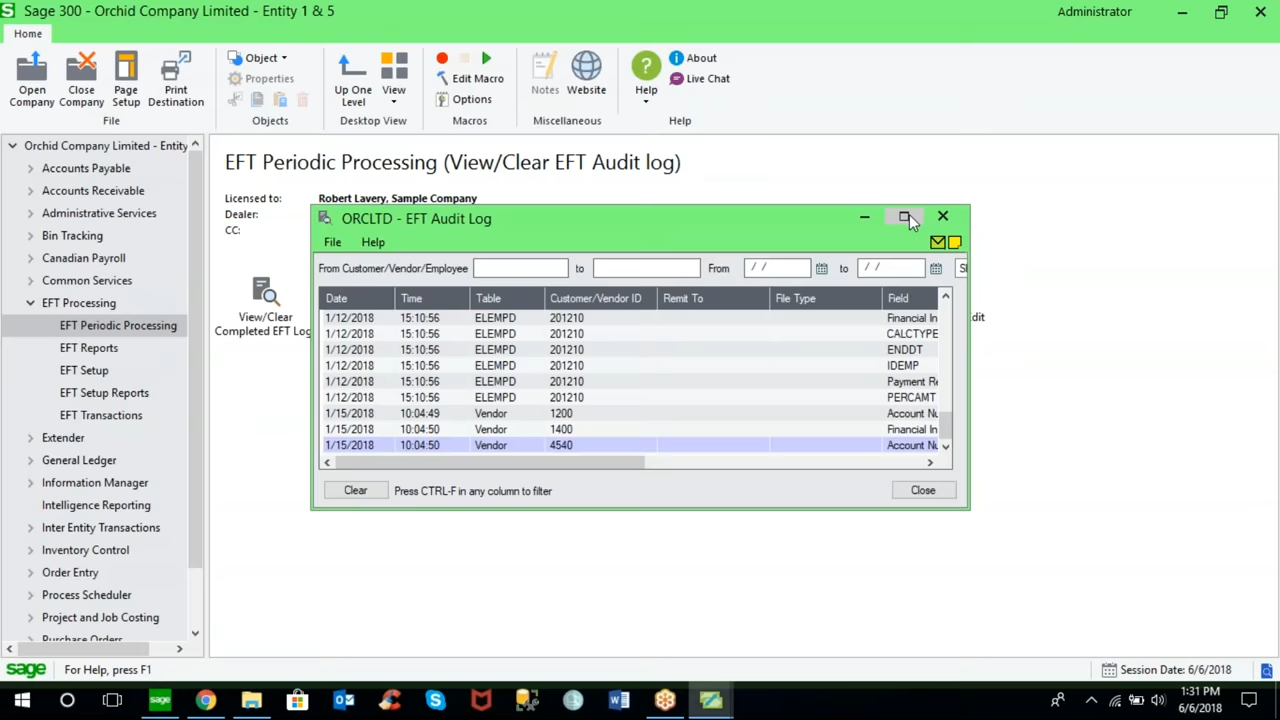 Sage 300 - Orchid Company Limited - Entity 1 & 5
Administrator
Home
Open Company
Close Company
Page Setup
Print Destination
File
Object
Properties
Objects
Up One Level
View
Desktop View
Edit Macro
Options
Macros
Notes
Website
Miscellaneous
Help
About
Live Chat
Help
Orchid Company Limited - Entity
Accounts Payable
Accounts Receivable
Administrative Services
Bin Tracking
Canadian Payroll
Common Services
EFT Processing
EFT Periodic Processing
EFT Reports
EFT Setup
EFT Setup Reports
EFT Transactions
Extender
General Ledger
Information Manager
Intelligence Reporting
Inter Entity Transactions
Inventory Control
Order Entry
Process Scheduler
Project and Job Costing
Purchase Orders
EFT Periodic Processing (View/Clear EFT Audit log)
Licensed to: Robert Lavery, Sample Company
Dealer:
CC:
View/Clear
Completed EFT Log
dit
ORCLTD - EFT Audit Log
File Help
From Customer/Vendor/Employee to From / / to / / Sl
Date Time Table Customer/Vendor ID Remit To File Type Field
1/12/2018 15:10:56 ELEMPD 201210 Financial In
1/12/2018 15:10:56 ELEMPD 201210 CALCTYPE
1/12/2018 15:10:56 ELEMPD 201210 ENDDT
1/12/2018 15:10:56 ELEMPD 201210 IDEMP
1/12/2018 15:10:56 ELEMPD 201210 Payment Re
1/12/2018 15:10:56 ELEMPD 201210 PERCAMT
1/15/2018 10:04:49 Vendor 1200 Account Nu
1/15/2018 10:04:50 Vendor 1400 Financial In
1/15/2018 10:04:50 Vendor 4540 Account Nu
Clear Press CTRL-F in any column to filter Close
sage For Help, press F1
Session Date: 6/6/2018
sage
1:31 PM
6/6/2018